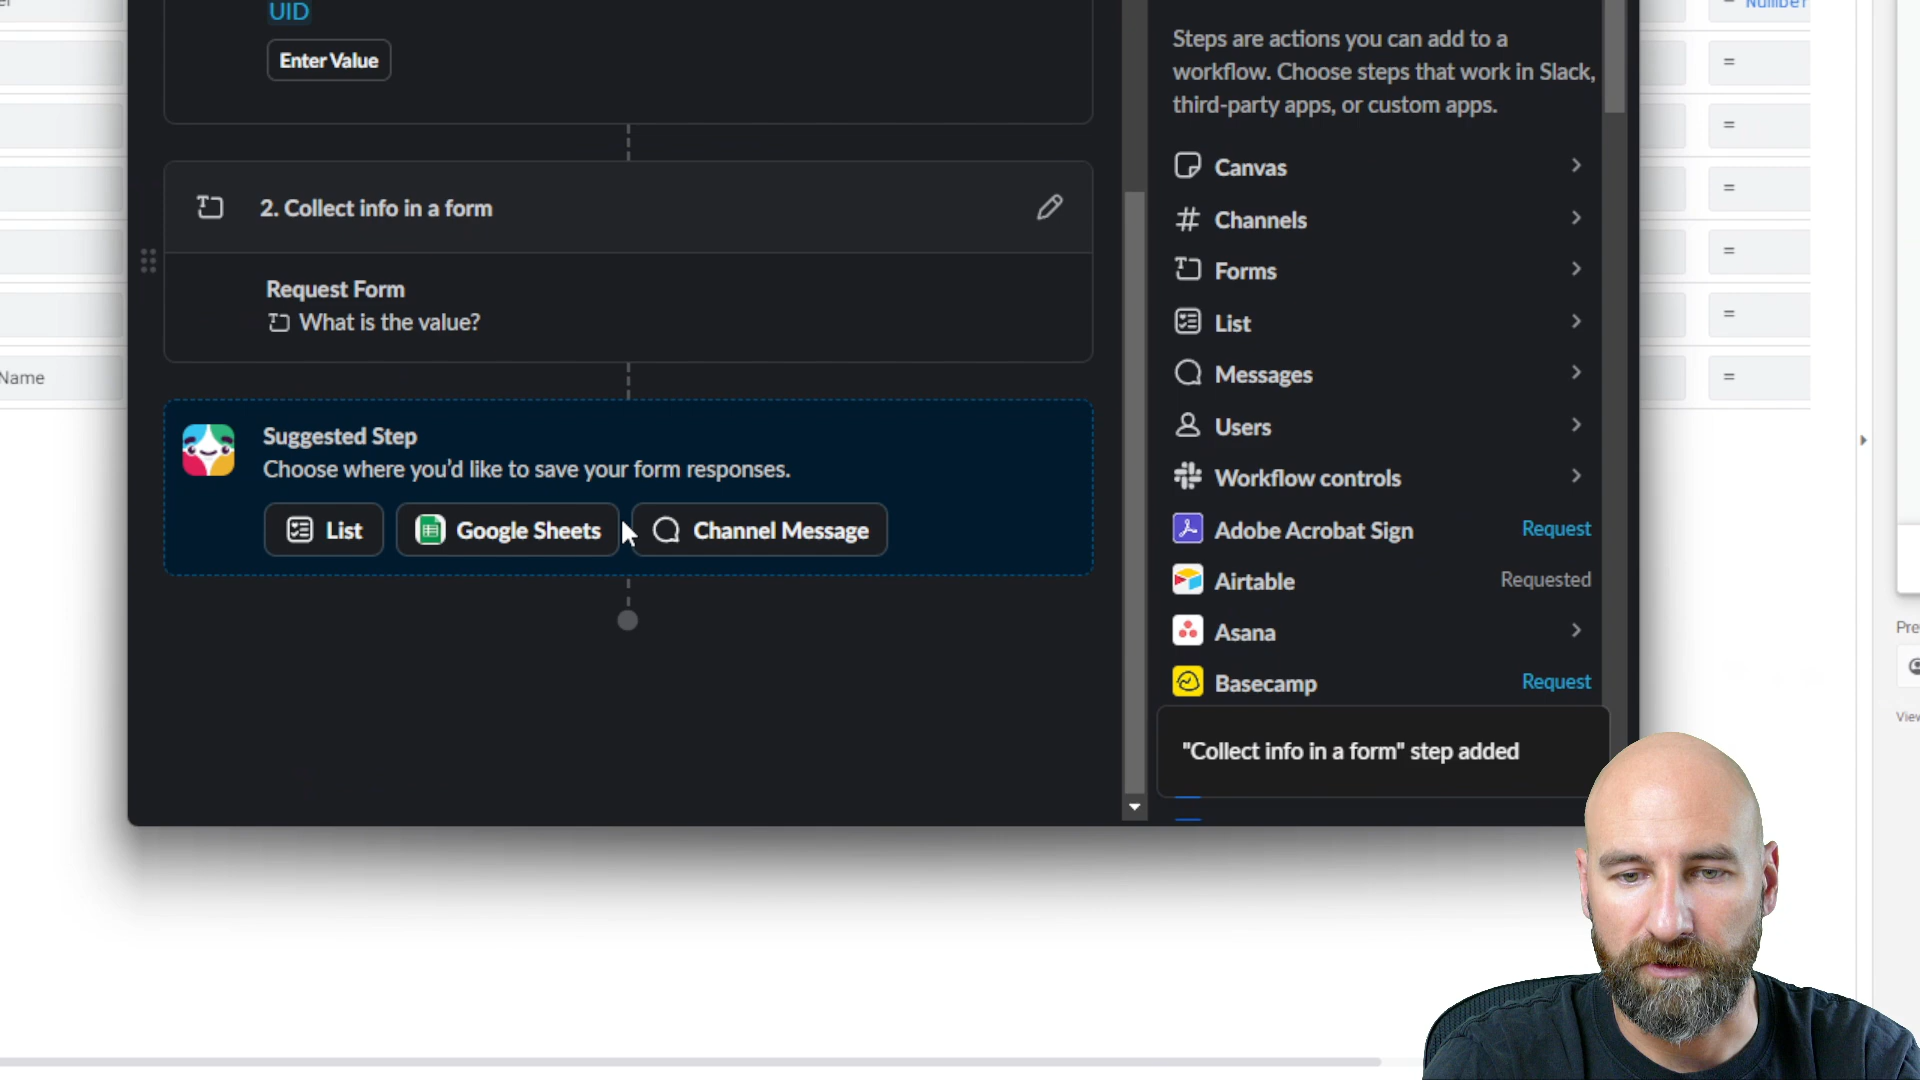 UID
Enter Value
2. Collect info in a form
Request Form
What is the value?
Suggested Step
Choose where you'd like to save your form responses.
List
Google Sheets
Channel Message
Steps are actions you can add to a
workflow. Choose steps that work in Slack,
third-party apps, or custom apps.
Canvas
Channels
Forms
List
Messages
Users
Workflow controls
Adobe Acrobat Sign Request
Airtable Requested
Asana
Basecamp Request
"Collect info in a form" step added
Name
= Number
=
=
=
=
=
=
Pre
View